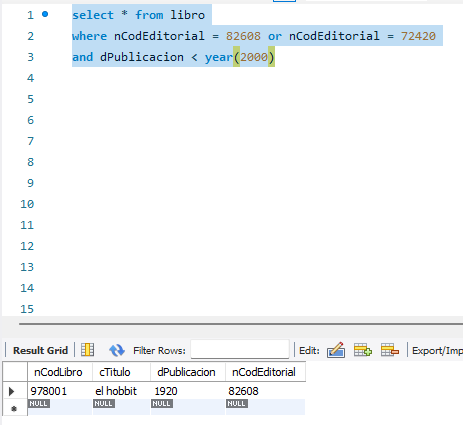 1 select * from libro
2 where nCodEditorial = 82608 or nCodEditorial = 72420
3 and dPublicacion < year(2000)
4
5
6
7
8
9
10
11
12
13
14
15
Result Grid Filter Rows: Edit: Export/Imp
nCodLibro cTitulo dPublicacion nCodEditorial
978001 el hobbit 1920 82608
NULL NULL NULL NULL